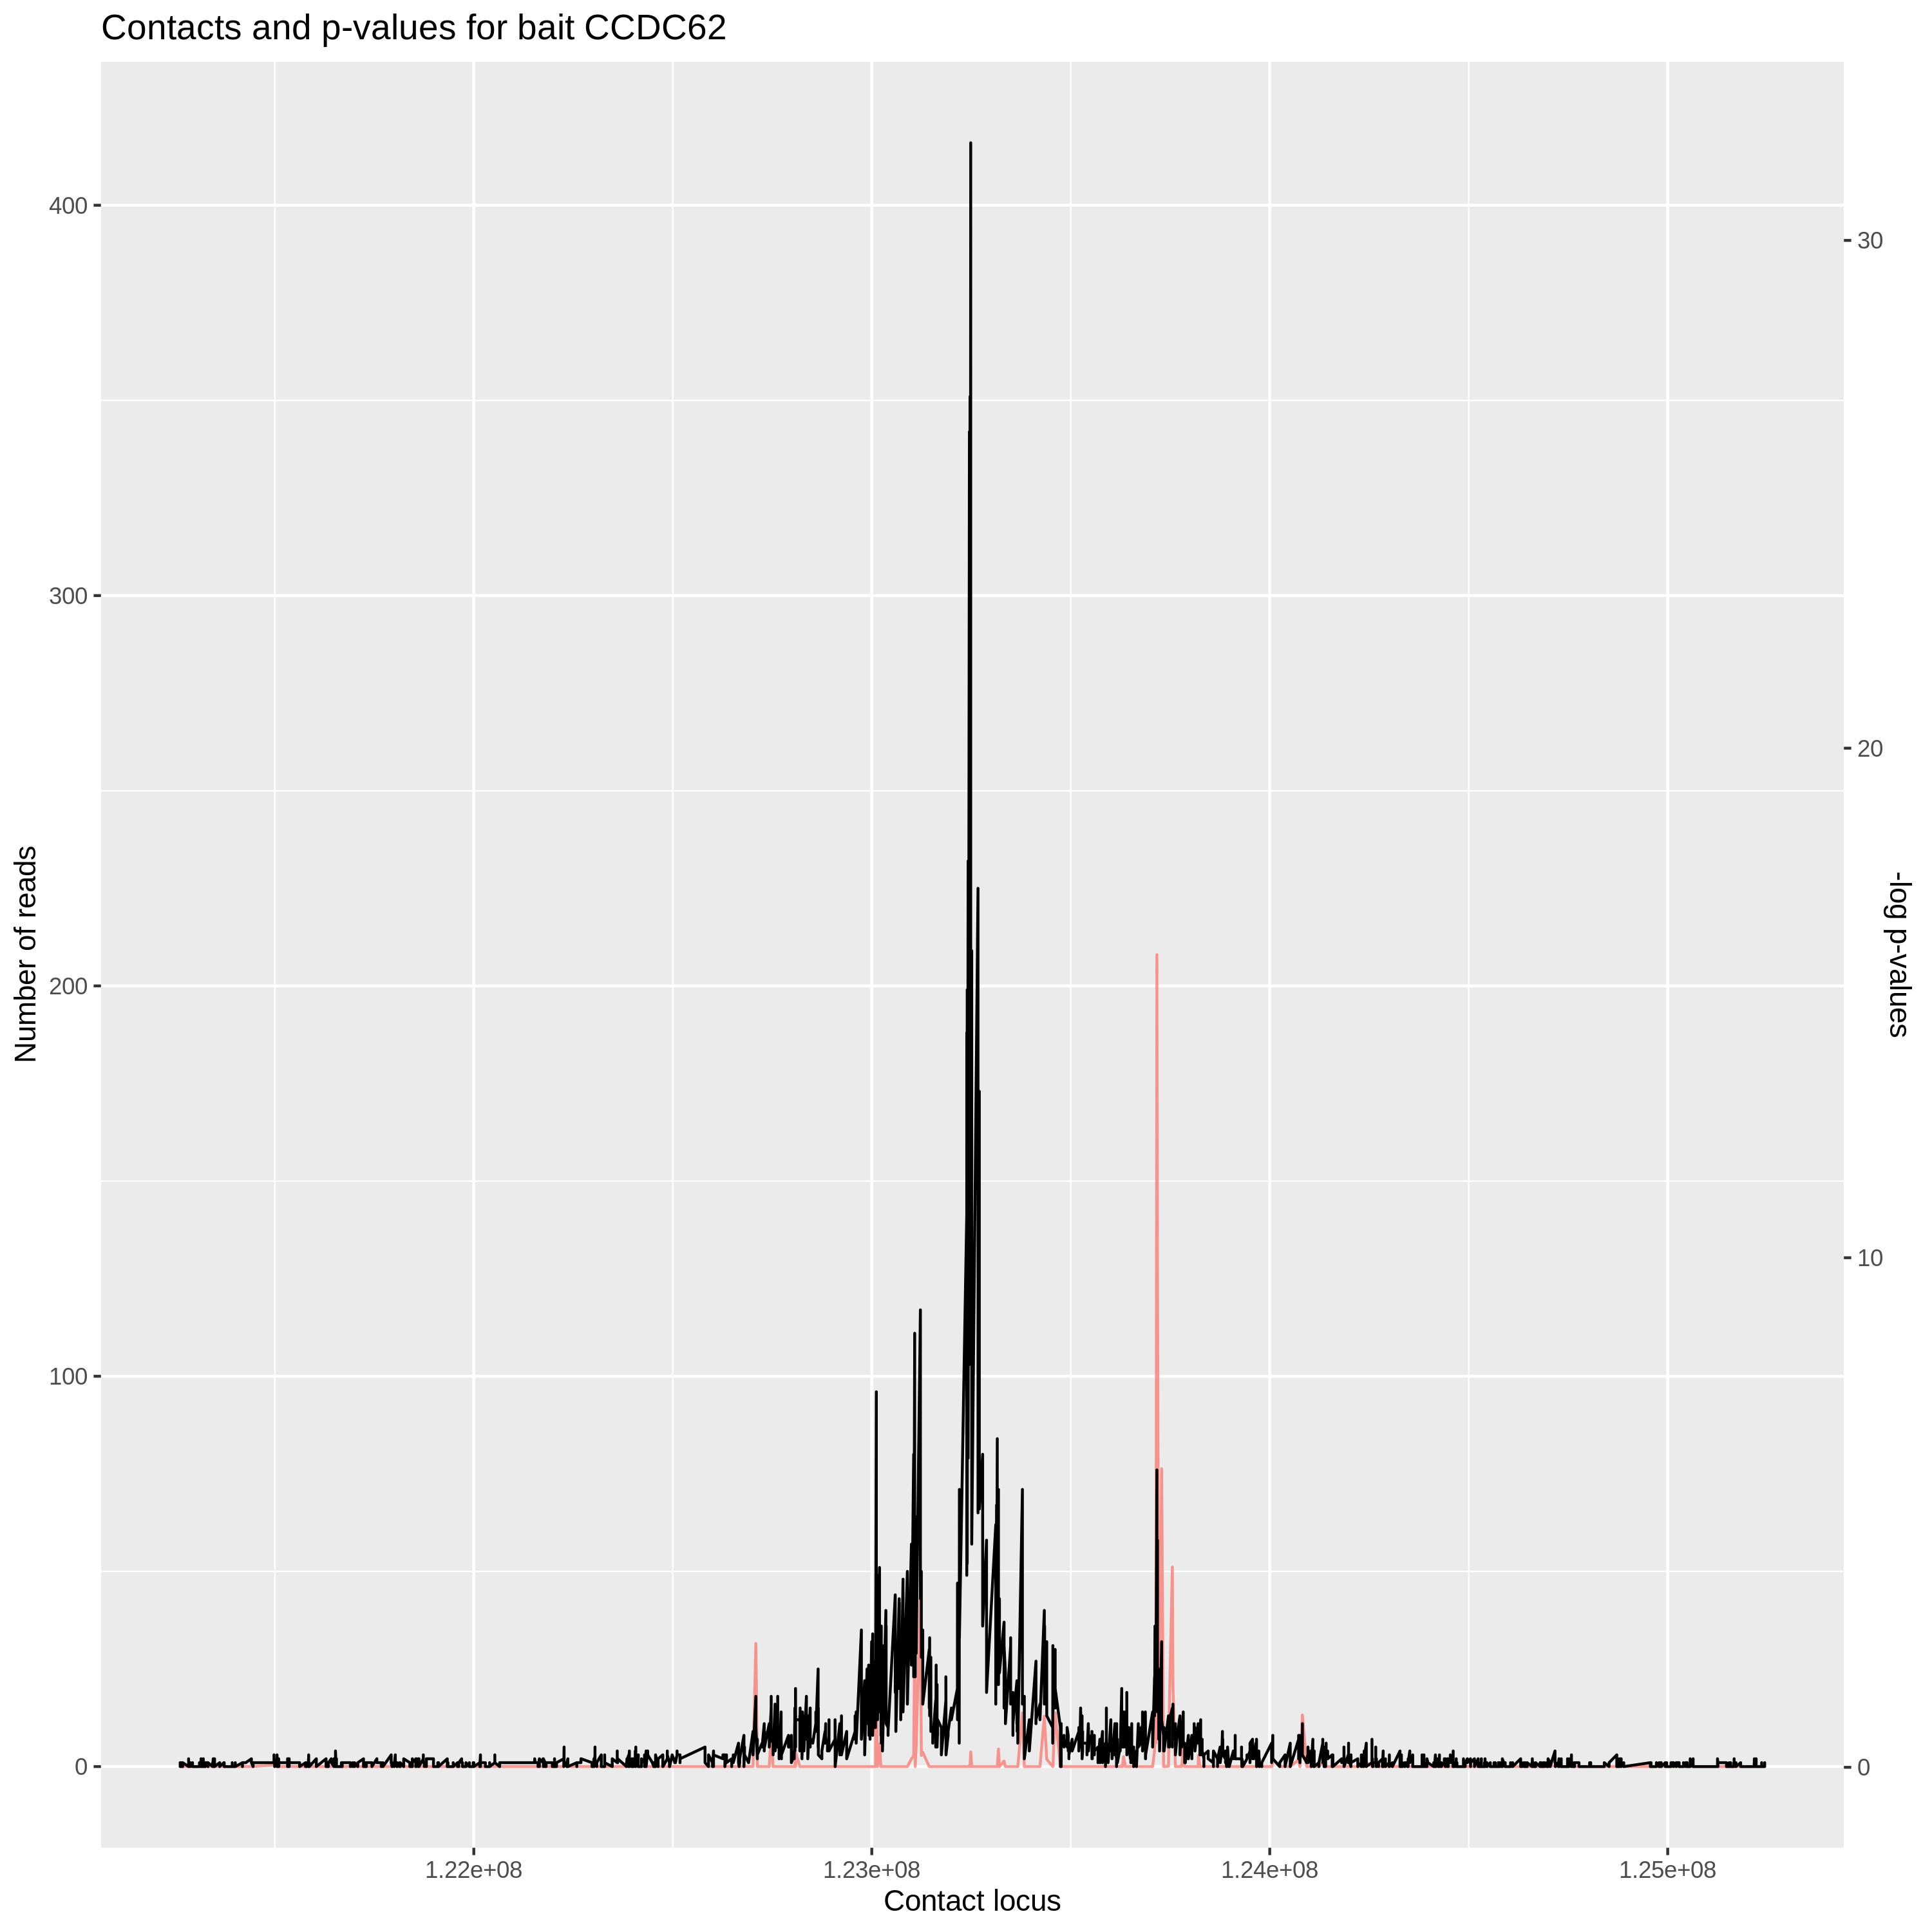 Contacts and p-values for bait CCDC62
Number of reads
400
300
200
100
0
30
20
10
0
-log p-values
1.22e+08
1.23e+08
1.24e+08
1.25e+08
Contact locus